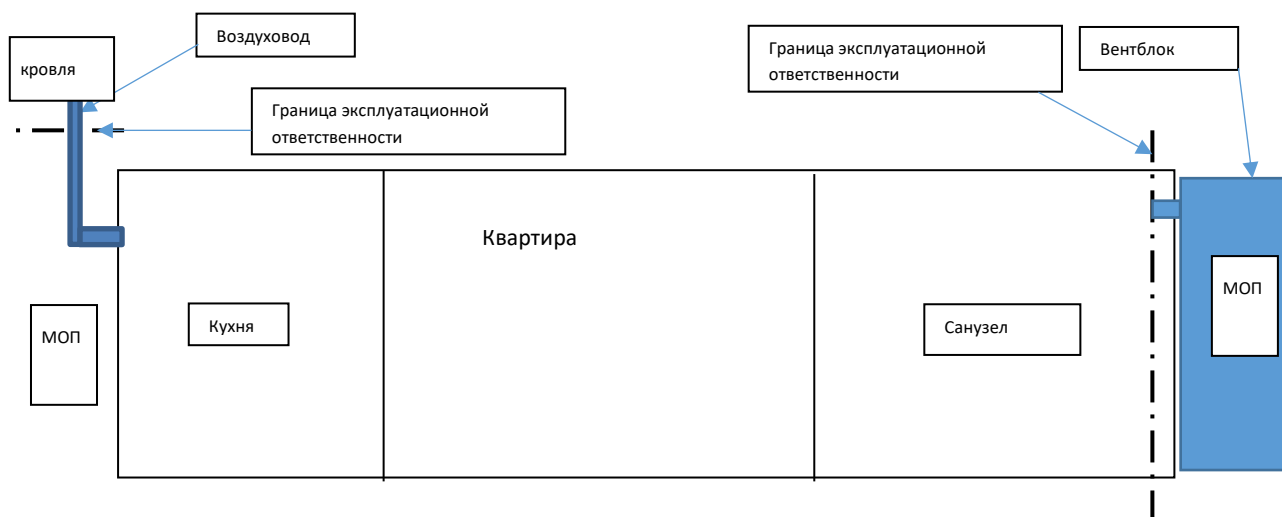 Воздуховод
кровля
Граница эксплуатационной
ответственности
Граница эксплуатационной
ответственности
Вентблок
Квартира
МОП
Кухня
Санузел
МОП